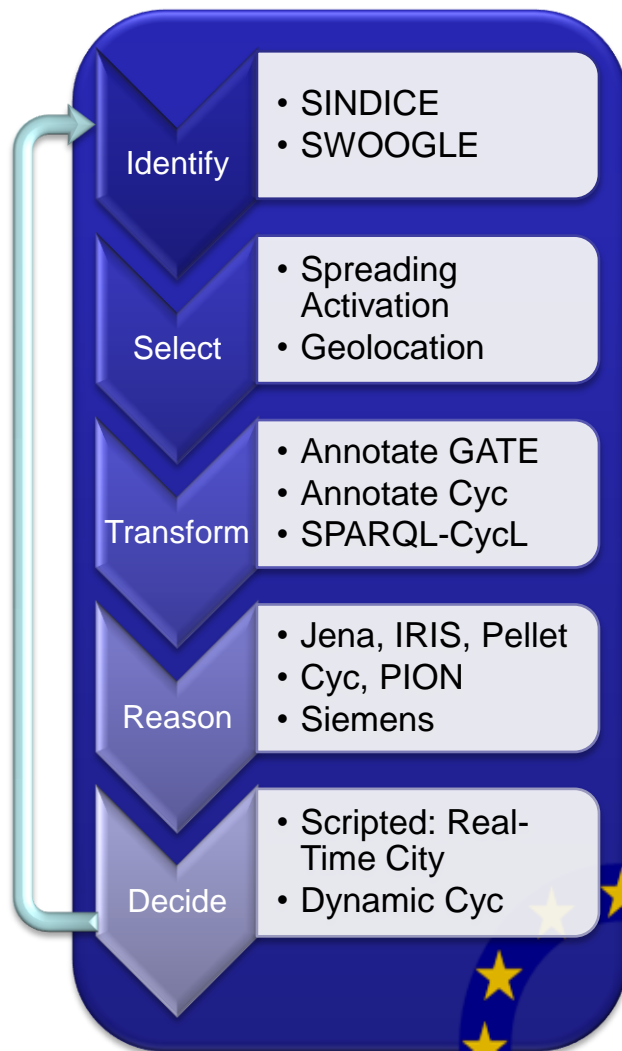 Identify
• SINDICE
• SWOOGLE
Select
• Spreading
Activation
• Geolocation
Transform
• Annotate GATE
• Annotate Cyc
• SPARQL-CycL
Reason
• Jena, IRIS, Pellet
• Cyc, PION
• Siemens
Decide
• Scripted: Real-
Time City
• Dynamic Cyc